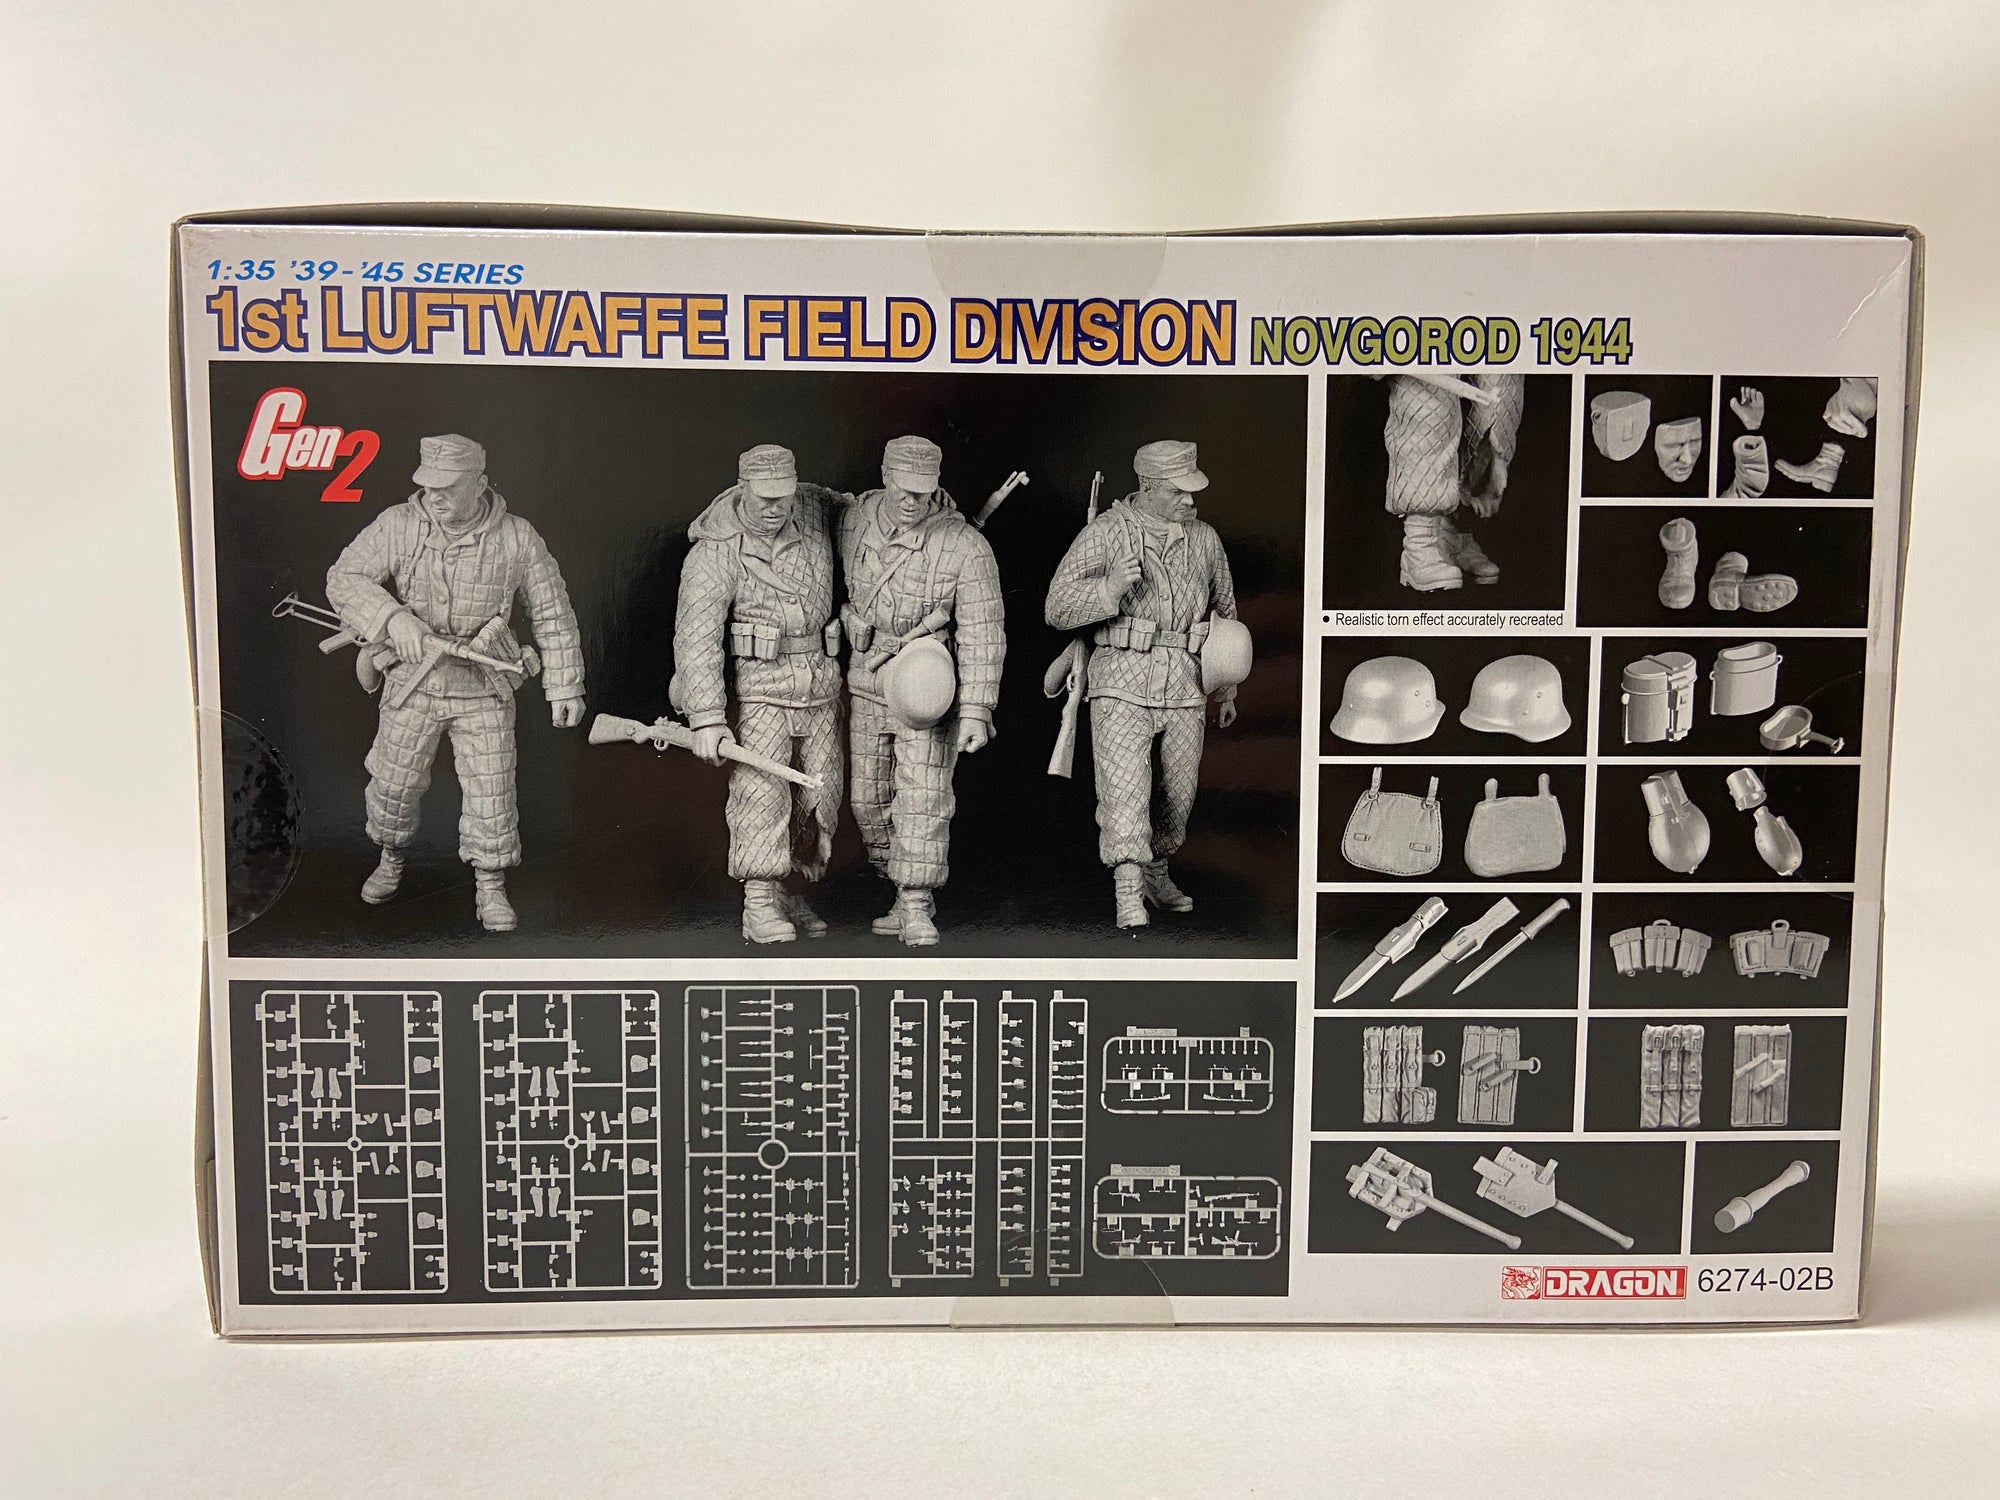 1:35 '39-'45 SERIES
1st LUFTWAFFE FIELD DIVISION NOVGOROD 1944
Gen2
• Realistic torn effect accurately recreated
DRAGON 6274-02B